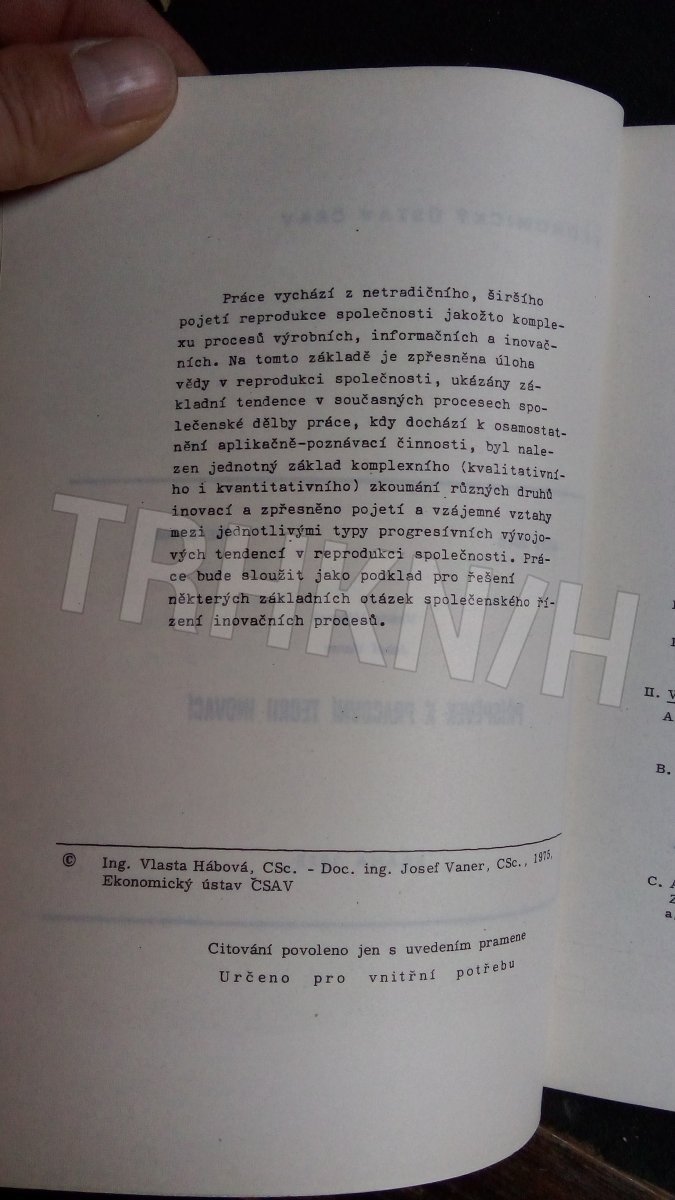 Práce vychází z netradičního, širšího
pojetí reprodukce společnosti jakožto komple-
xu procesů výrobních, informačních a inovač-
ních. Na tomto základě je zpřesněna úloha
vědy v reprodukci společnosti, ukázány zá-
kladní tendence v současných procesech spo-
lečenské dělby práce, kdy dochází k osamostat-
nění aplikačně-poznávací činnosti, byl nale-
zen jednotný základ komplexního (kvalitativní-
ho i kvantitativního) zkoumání různých druhů
inovací a zpřesněno pojetí a vzájemné vztahy
mezi jednotlivými typy progresívních vývojo-
vých tendencí v reprodukci společnosti. Prá-
ce bude sloužit jako podklad pro řešení
některých základních otázek společenského ří-
zení inovačních procesů.
© Ing. Vlasta Hábová, CSc. - Doc. ing. Josef Vaner, CSc., 1975,
Ekonomický ústav ČSAV
Citování povoleno jen s uvedením pramene
Určeno pro vnitřní potřebu
II. V
A
B.
C. A
Z
a